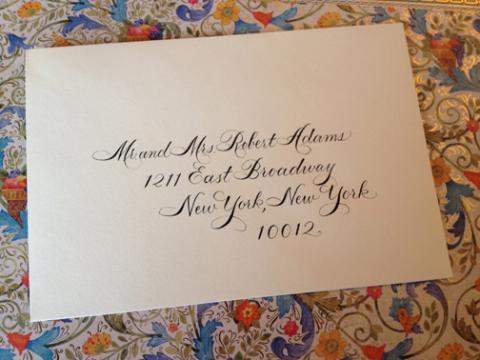 Mr. and Mrs Robert Adams
1211 East Broadway
New York, New York
10012